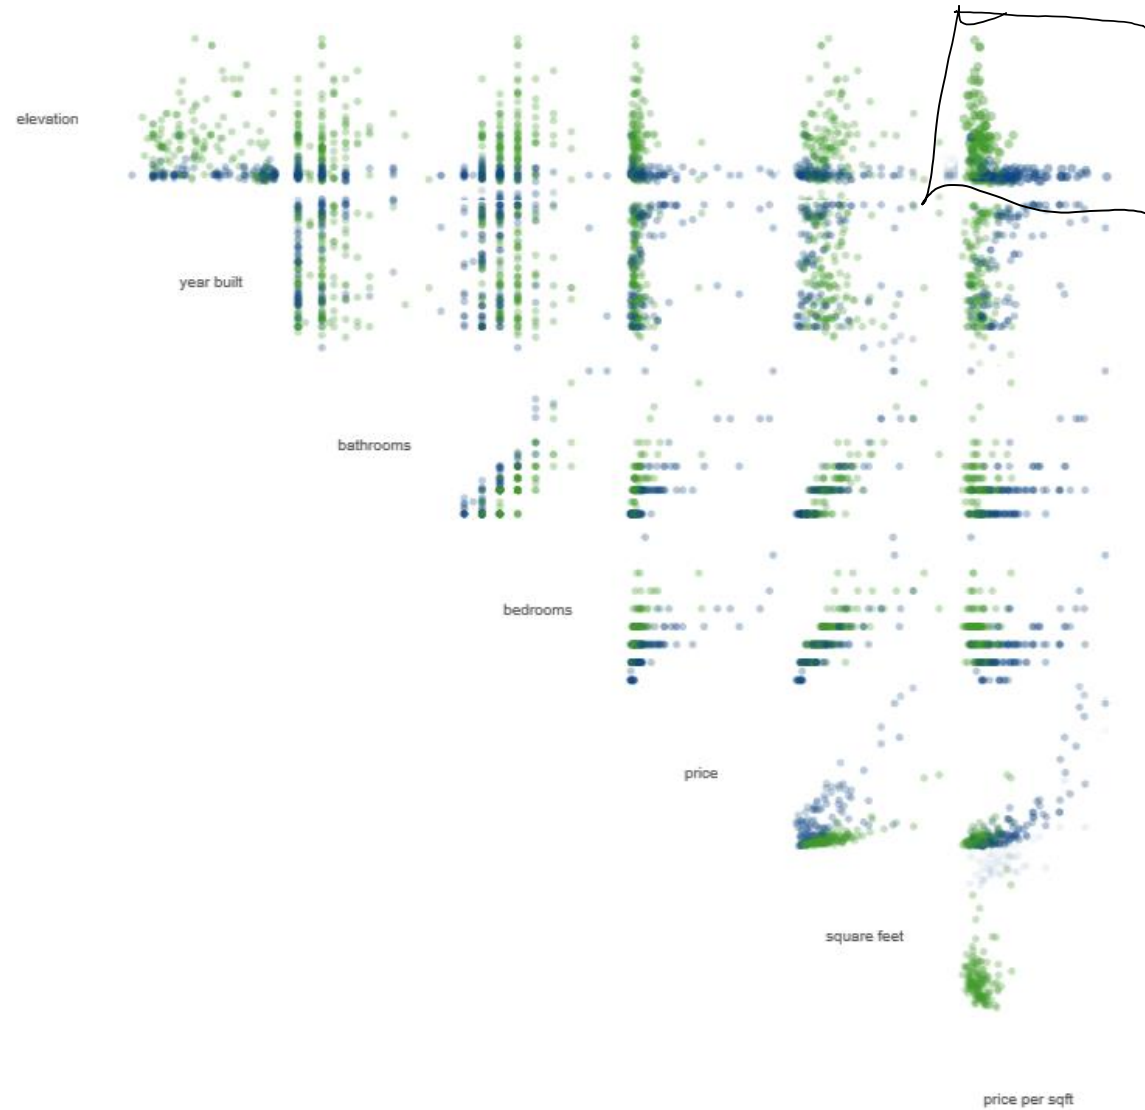 elevation
year built
bathrooms
bedrooms
price
square feet
price per sqft